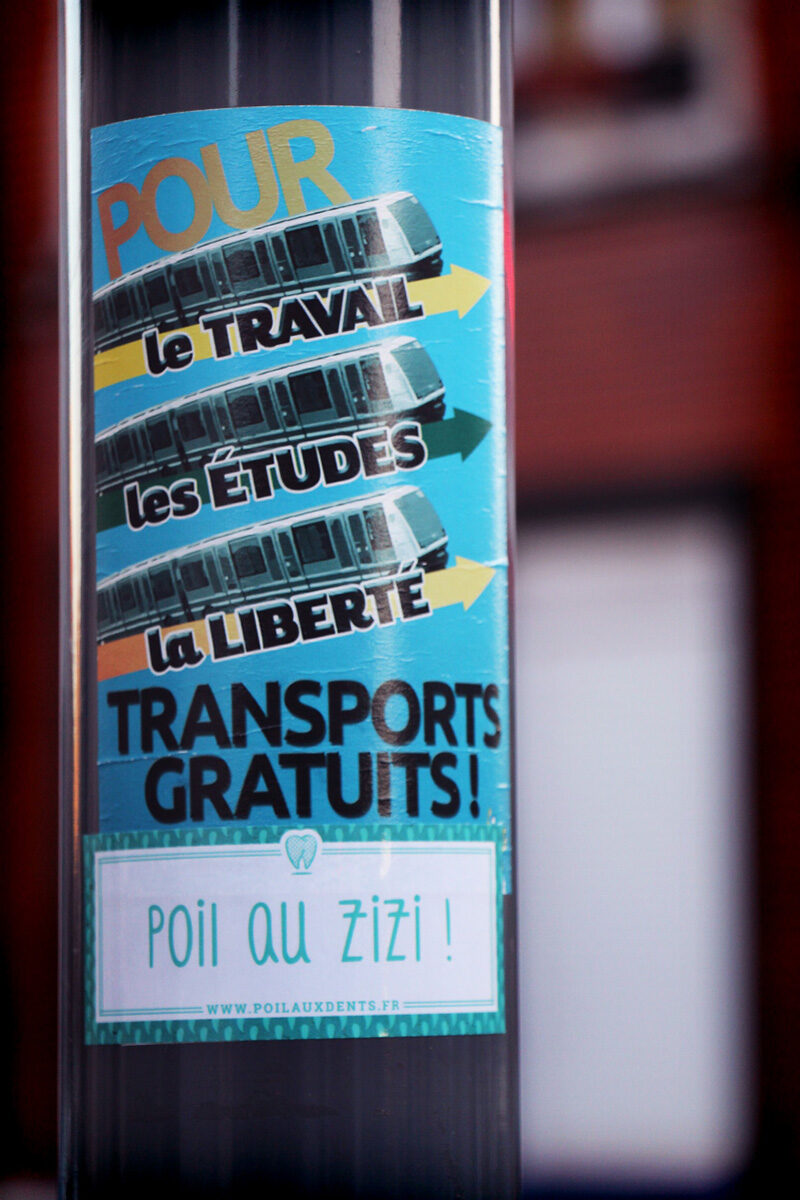 POUR
le TRAVAIL
les ÉTUDES
la LIBERTÉ
TRANSPORTS
GRATUITS!
POil au ZiZi !
WWW.POILAUXDENTS.FR